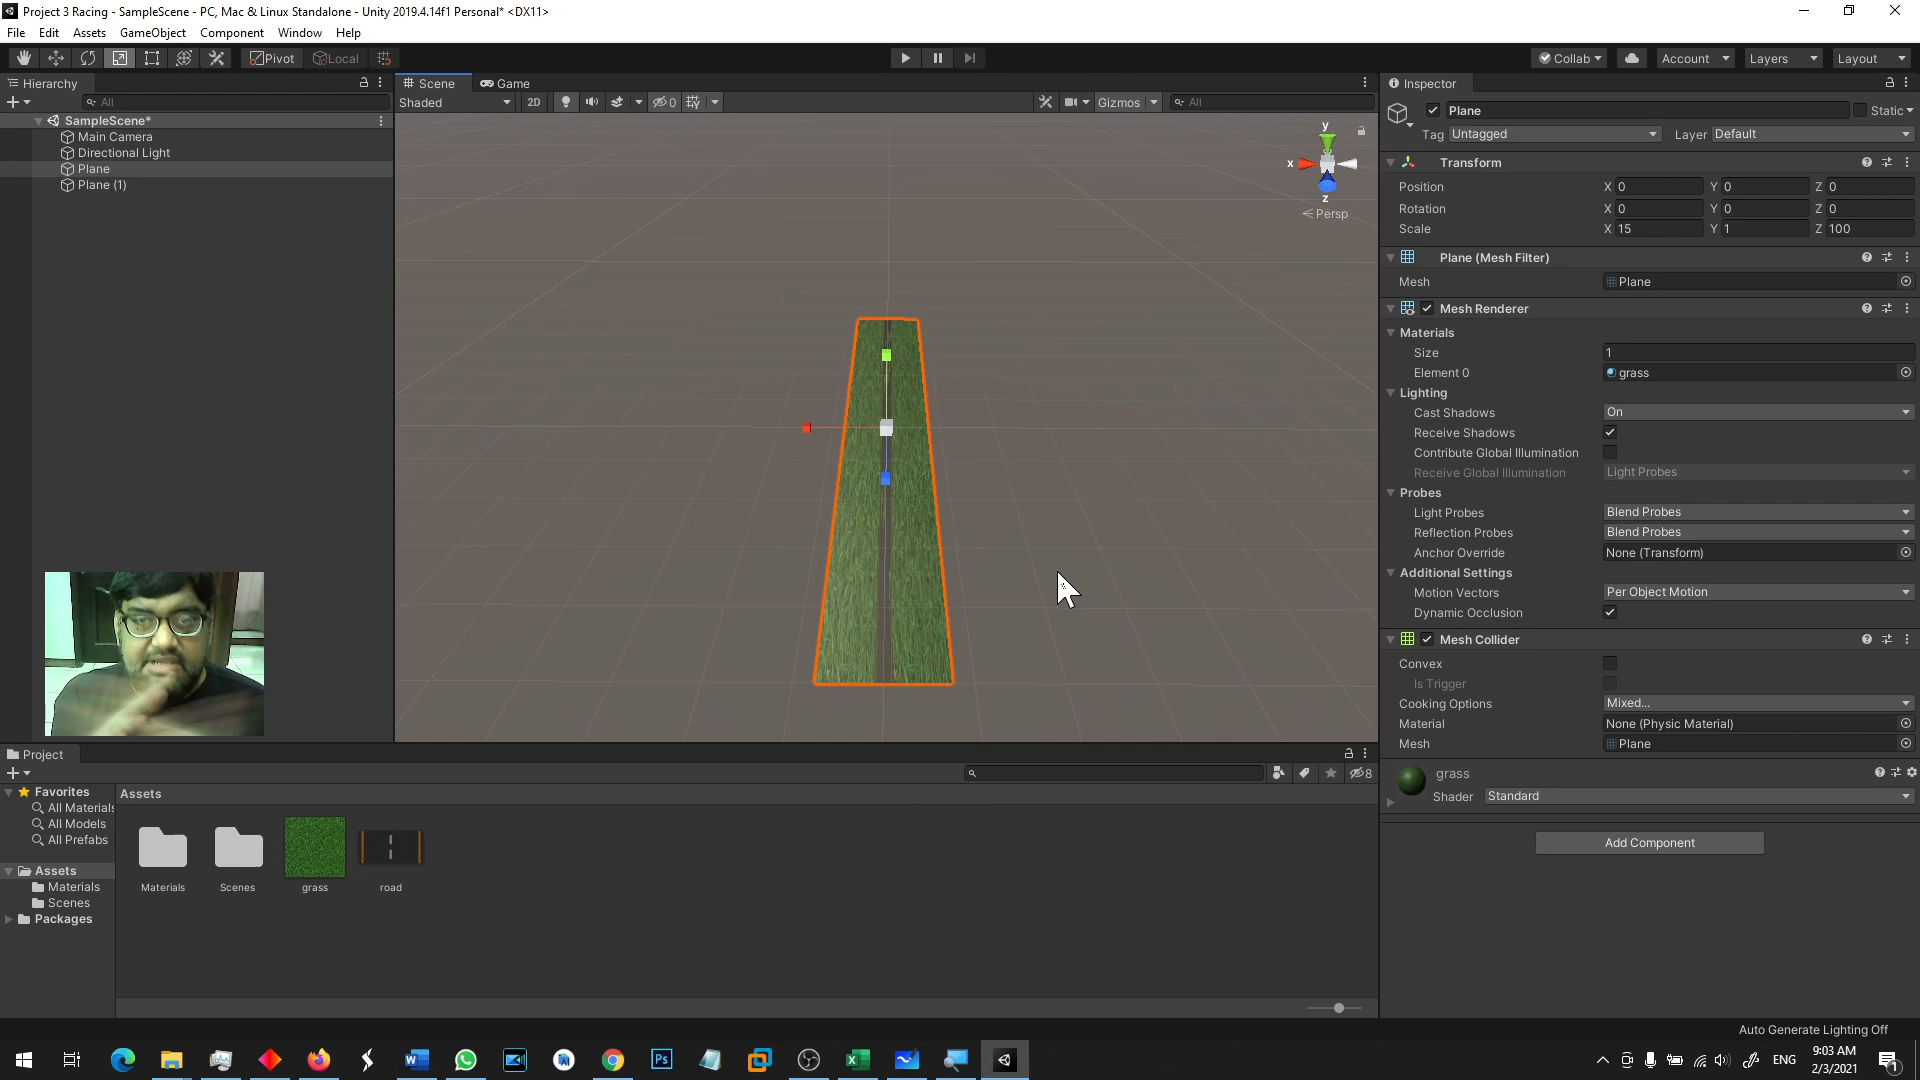 Project 3 Racing - SampleScene - PC, Mac & Linux Standalone - Unity 2019.4.14f1 Personal* <DX11>
File Edit Assets GameObject Component Window Help
Pivot Local Collab Account Layers Layout
Hierarchy
All
SampleScene*
Main Camera
Directional Light
Plane
Plane (1)
Scene Game
Shaded 2D 0 Gizmos All
y
x
z
Persp
Inspector
Plane Static
Tag Untagged Layer Default
Transform
Position X 0 Y 0 Z 0
Rotation X 0 Y 0 Z 0
Scale X 15 Y 1 Z 100
Plane (Mesh Filter)
Mesh Plane
Mesh Renderer
Materials
Size 1
Element 0 grass
Lighting
Cast Shadows On
Receive Shadows
Contribute Global Illumination
Receive Global Illumination Light Probes
Probes
Light Probes Blend Probes
Reflection Probes Blend Probes
Anchor Override None (Transform)
Additional Settings
Motion Vectors Per Object Motion
Dynamic Occlusion
Mesh Collider
Convex
Is Trigger
Cooking Options Mixed...
Material None (Physic Material)
Mesh Plane
grass
Shader Standard
Add Component
Project
8
Favorites
All Materials
All Models
All Prefabs
Assets
Materials
Scenes
Packages
Assets
Materials Scenes grass road
Auto Generate Lighting Off
ENG
9:03 AM
2/3/2021
1